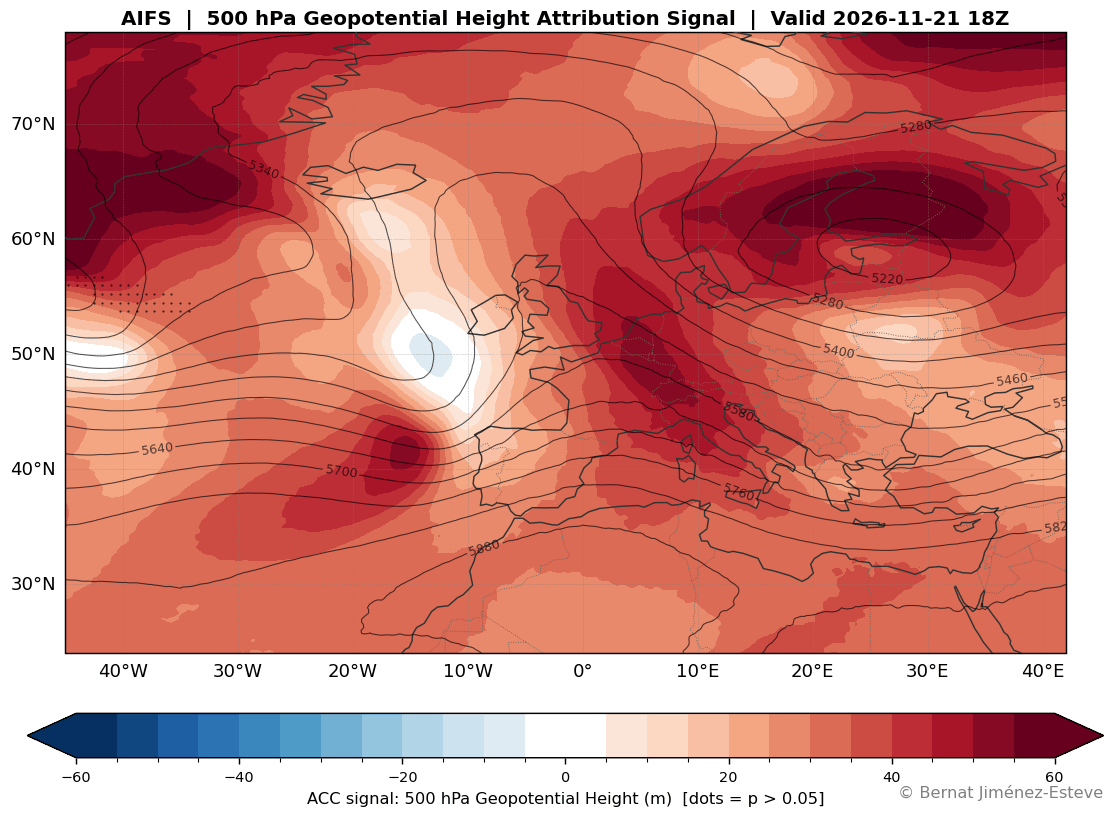 AIFS | 500 hPa Geopotential Height Attribution Signal | Valid 2026-11-21 18Z
70°N
60°N
50°N
40°N
30°N
5340
5280
5220
5280
5400
5460
5580
5640
5700
5760
5880
40°W
30°W
20°W
10°W
0°
10°E
20°E
30°E
40°E
−60
−40
−20
0
20
40
60
ACC signal: 500 hPa Geopotential Height (m) [dots = p > 0.05]
© Bernat Jiménez-Esteve